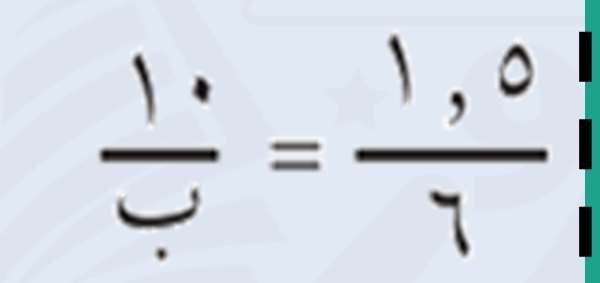 ١,٥ = ١٠
٦ ب